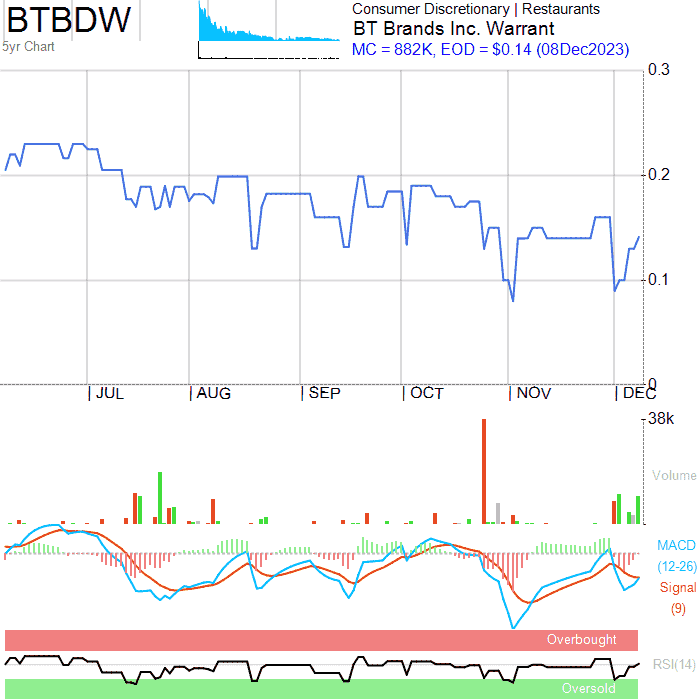 BTBDW
5yr Chart
Consumer Discretionary | Restaurants
BT Brands Inc. Warrant
MC = 882K, EOD = $0.14 (08Dec2023)
0.3
0.2
0.1
0
JUL AUG SEP OCT NOV DEC
38k
Volume
MACD
(12-26)
Signal
(9)
Overbought
RSI(14)
Oversold